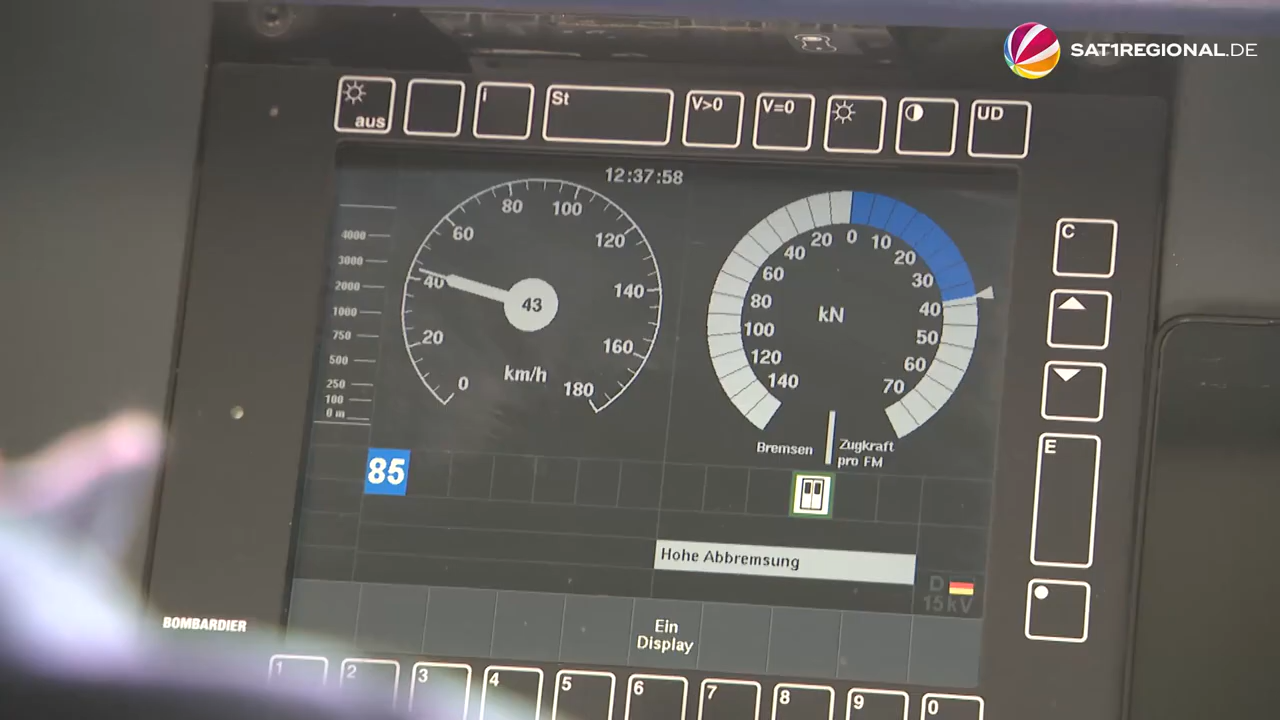 SAT1REGIONAL.DE
aus
i
St
V>0
V=0
UD
12:37:58
4000
3000
2000
1000
750
500
250
100
0 m
0
20
40
60
80
100
120
140
160
180
43
km/h
140
120
100
80
60
40
20
0
10
20
30
40
50
60
70
kN
Bremsen
Zugkraft
pro FM
C
E
85
Hohe Abbremsung
D
15 kV
Ein
Display
BOMBARDIER
1
2
3
4
5
6
7
8
9
0